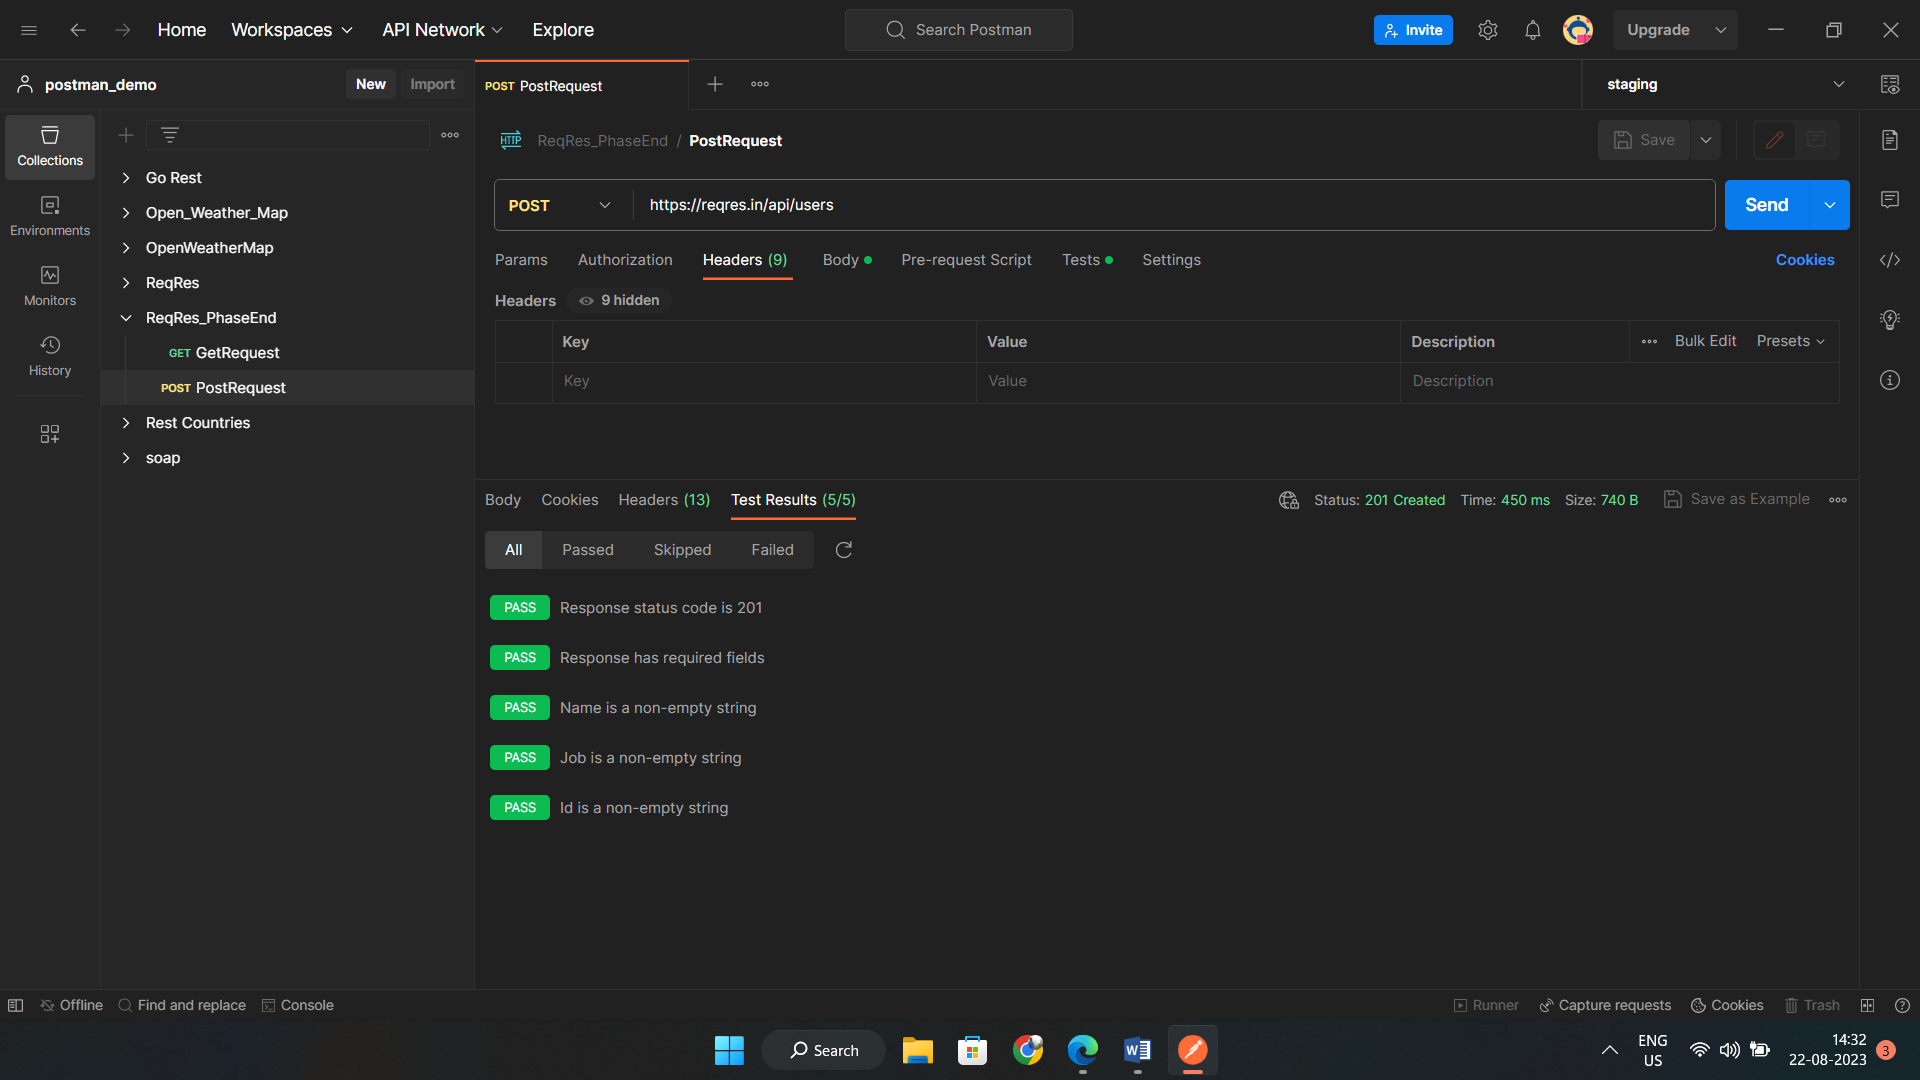 Home Workspaces API Network Explore Search Postman Invite Upgrade
postman_demo New Import POST PostRequest staging
Collections
Environments
Monitors
History
Go Rest
Open_Weather_Map
OpenWeatherMap
ReqRes
ReqRes_PhaseEnd
GET GetRequest
POST PostRequest
Rest Countries
soap
HTTP ReqRes_PhaseEnd / PostRequest Save
POST https://reqres.in/api/users Send
Params Authorization Headers (9) Body Pre-request Script Tests Settings Cookies
Headers 9 hidden
Key Value Description Bulk Edit Presets
Key Value Description
Body Cookies Headers (13) Test Results (5/5) Status: 201 Created Time: 450 ms Size: 740 B Save as Example
All Passed Skipped Failed
PASS Response status code is 201
PASS Response has required fields
PASS Name is a non-empty string
PASS Job is a non-empty string
PASS Id is a non-empty string
Offline Find and replace Console Runner Capture requests Cookies Trash
Search
W
ENG
US
14:32
22-08-2023
3